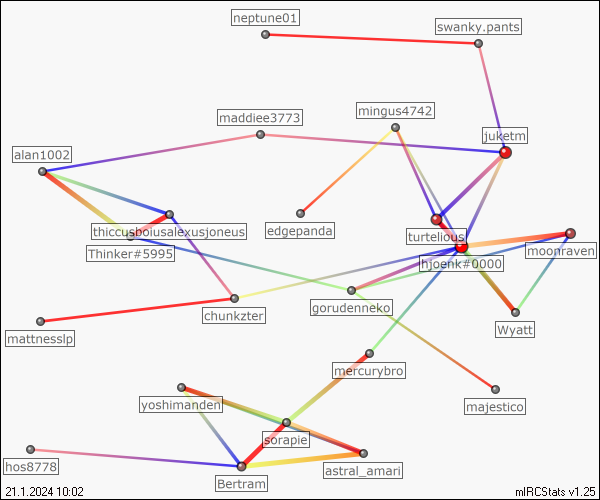 neptune01
swanky.pants
maddiee3773
mingus4742
juketm
alan1002
thiccusboiusalexusjoneus
edgepanda
turtelious
Thinker#5995
moonraven
hjoenk#0000
chunkzter
gorudenneko
mattnesslp
Wyatt
mercurybro
yoshimanden
majestico
sorapie
hos8778
astral_amari
Bertram
21.1.2024 10:02
mIRCStats v1.25